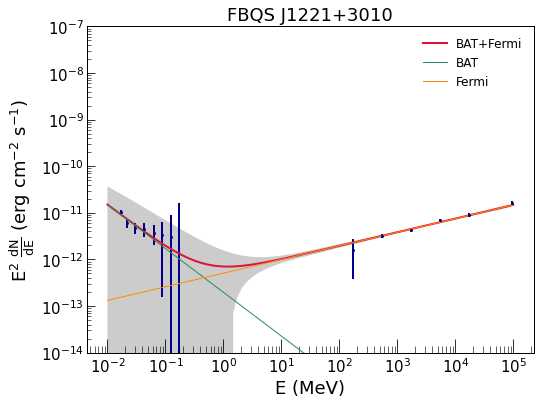 FBQS J1221+3010
BAT+Fermi
BAT
Fermi
E² dN/dE (erg cm⁻² s⁻¹)
10⁻⁷
10⁻⁸
10⁻⁹
10⁻¹⁰
10⁻¹¹
10⁻¹²
10⁻¹³
10⁻¹⁴
10⁻² 10⁻¹ 10⁰ 10¹ 10² 10³ 10⁴ 10⁵
E (MeV)